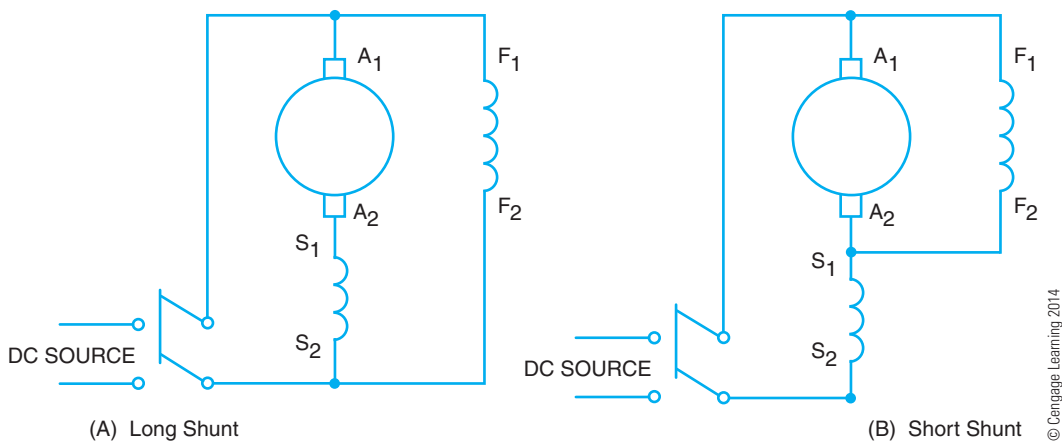 A1
F1
A2
F2
S1
S2
DC SOURCE
(A) Long Shunt
A1
F1
A2
F2
S1
S2
DC SOURCE
(B) Short Shunt
© Cengage Learning 2014